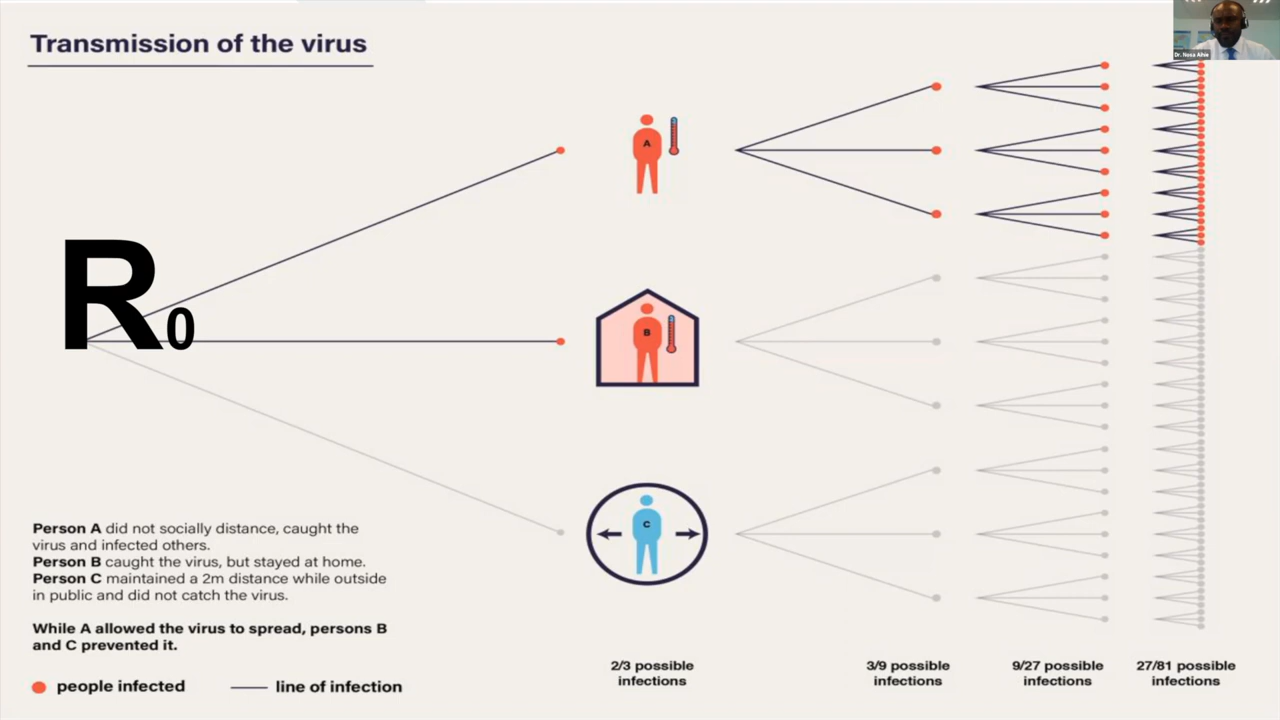 Transmission of the virus
Dr. Nosa Aihie
A
R0
B
C
Person A did not socially distance, caught the
virus and infected others.
Person B caught the virus, but stayed at home.
Person C maintained a 2m distance while outside
in public and did not catch the virus.
While A allowed the virus to spread, persons B
and C prevented it.
people infected
line of infection
2/3 possible
infections
3/9 possible
infections
9/27 possible
infections
27/81 possible
infections